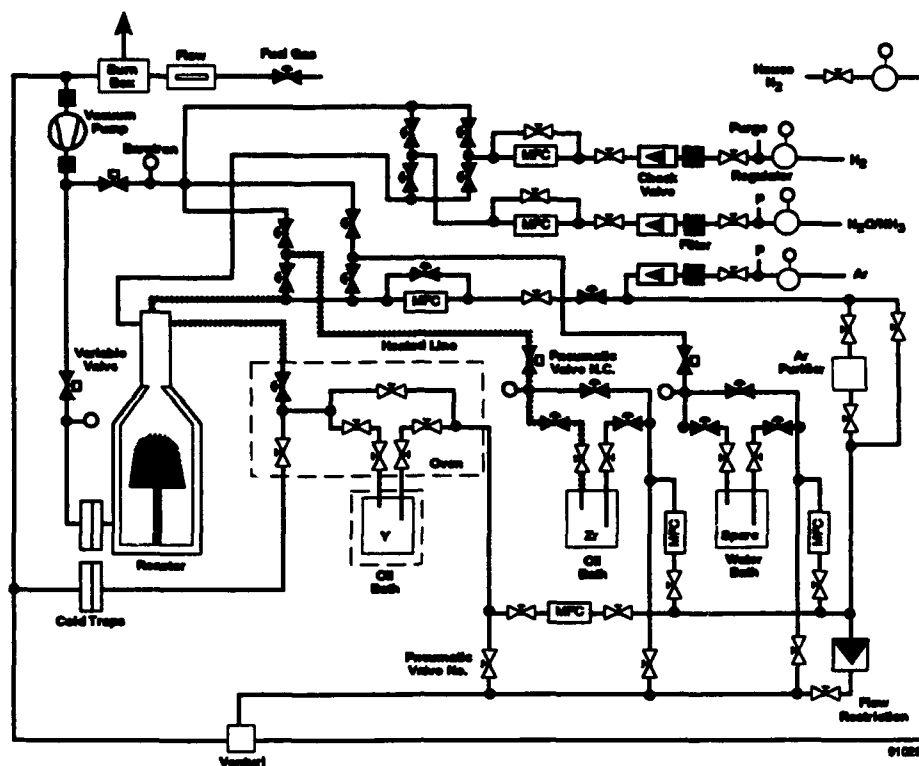 Burn
Box
Flow
Fuel Gas
House
N2
Vacuum
Pump
Baratron
MFC
Check
Valve
Purge
Regulator
H2
MFC
Filter
P
N2O/NH3
MFC
P
Ar
Variable
Valve
Heated Line
Pneumatic
Valve N.C.
Ar
Purifier
Oven
Y
Oil
Bath
Zr
Oil
Bath
MFC
Spare
Water
Bath
MFC
Reactor
Cold Traps
MFC
Pneumatic
Valve No.
Flow
Restriction
Venturi